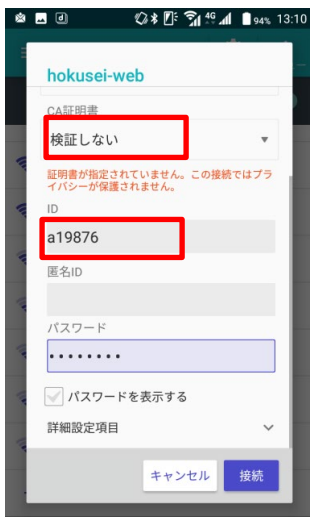 4G 94% 13:10
hokusei-web
CA証明書
検証しない
証明書が指定されていません。この接続ではプラ
イバシーが保護されません。
ID
a19876
匿名ID
パスワード
••••••••
パスワードを表示する
詳細設定項目
キャンセル 接続